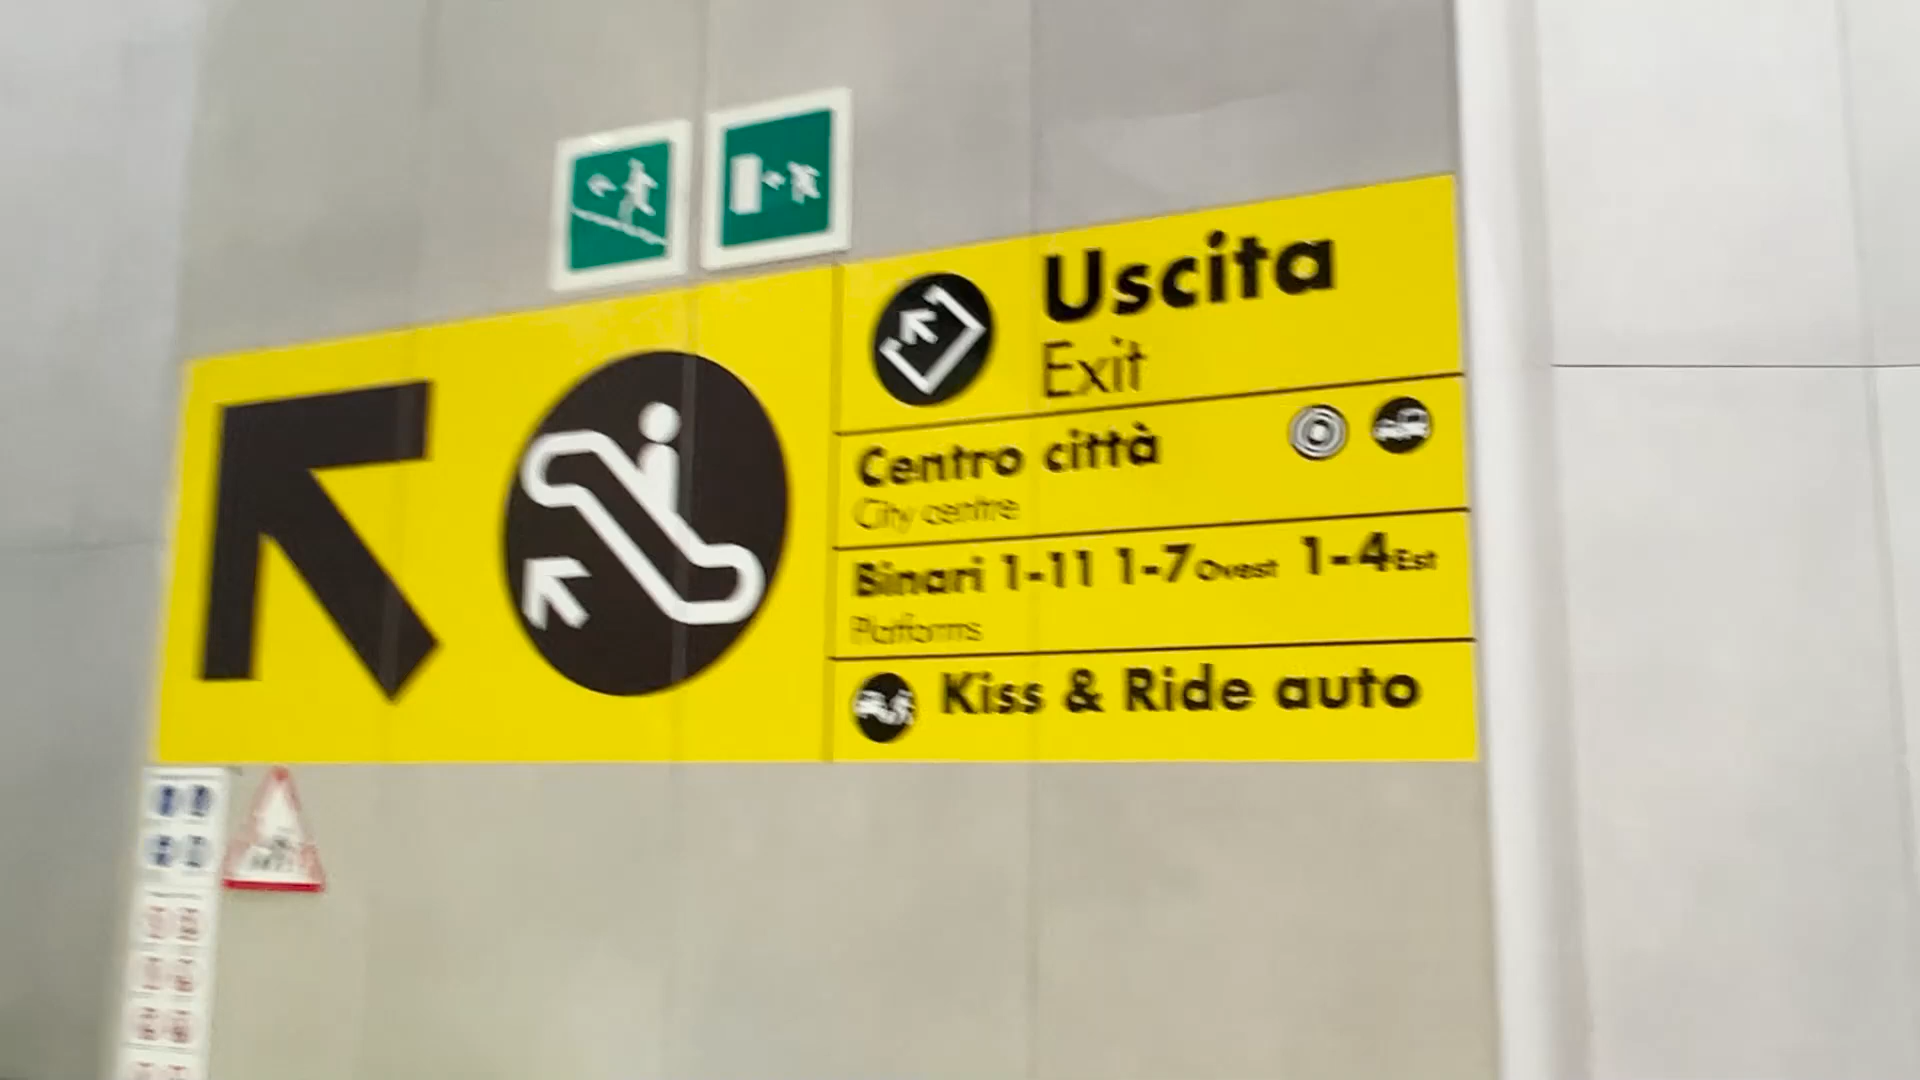 Uscita
Exit
Centro città
City centre
Binari 1-11 1-7 Ovest 1-4 Est
Platforms
Kiss & Ride auto